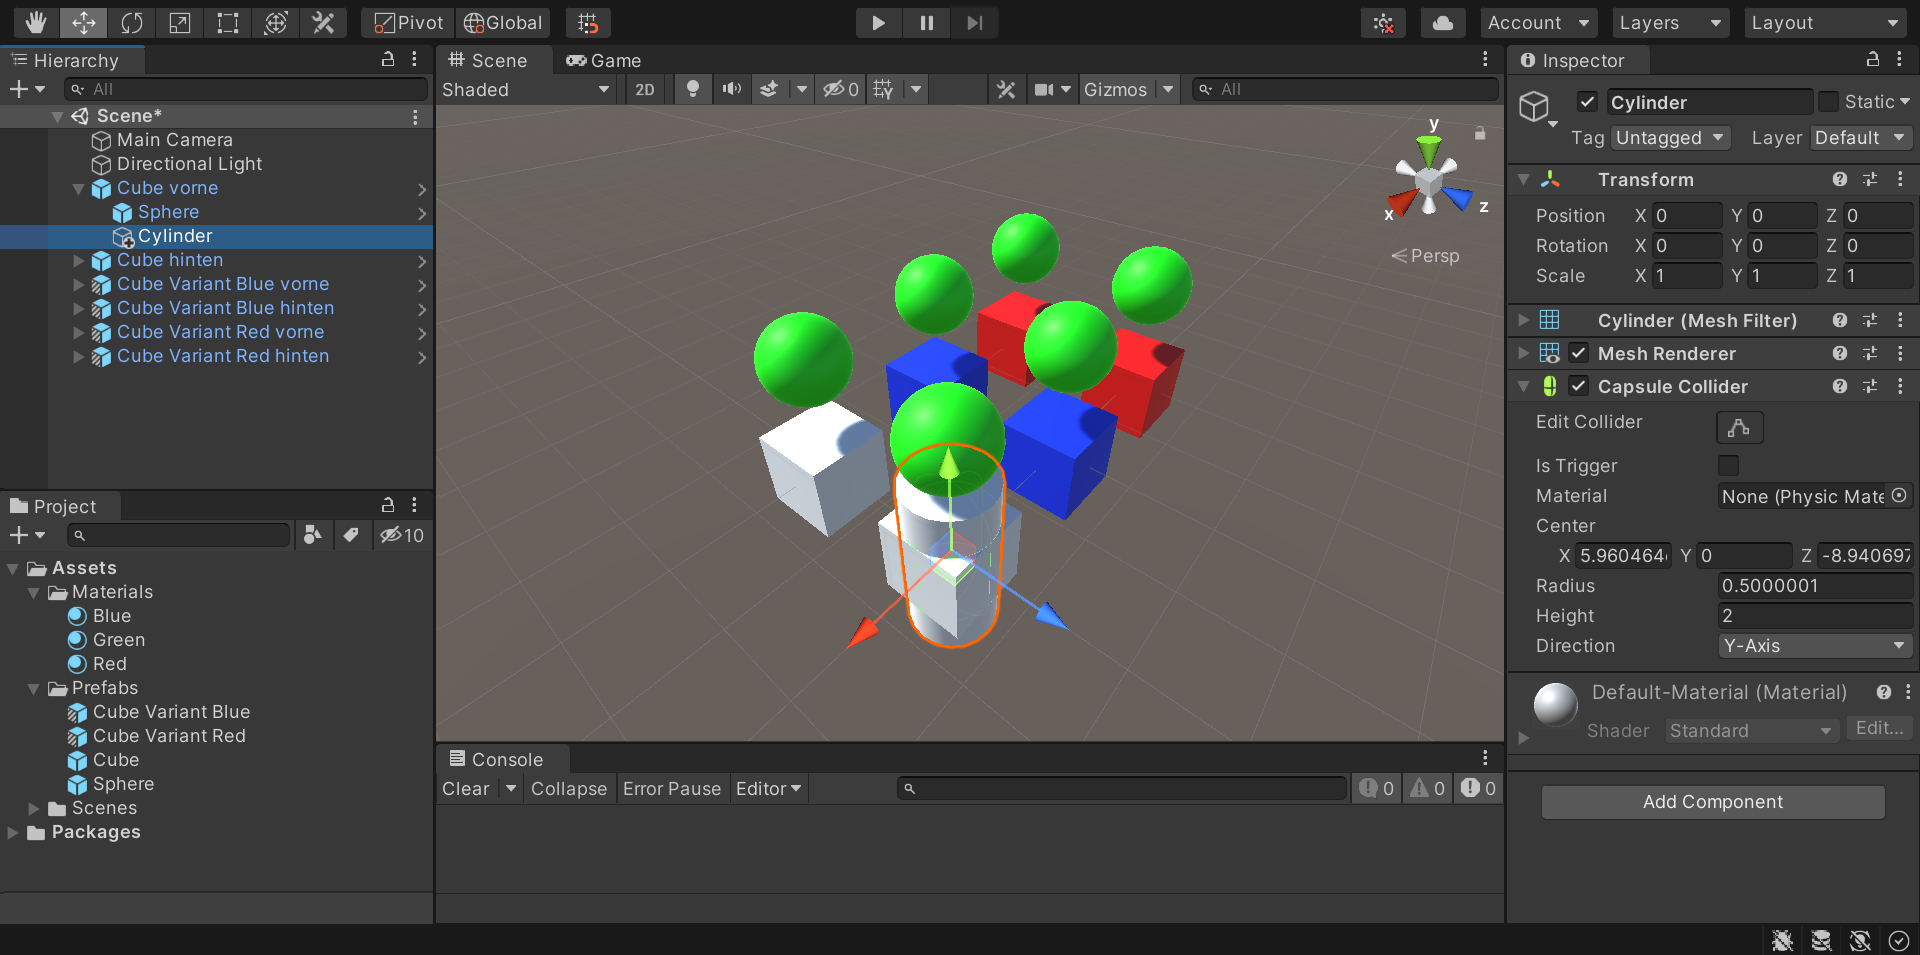 Pivot Global Account Layers Layout
Hierarchy
All
Scene*
Main Camera
Directional Light
Cube vorne
Sphere
Cylinder
Cube hinten
Cube Variant Blue vorne
Cube Variant Blue hinten
Cube Variant Red vorne
Cube Variant Red hinten
Project
10
Assets
Materials
Blue
Green
Red
Prefabs
Cube Variant Blue
Cube Variant Red
Cube
Sphere
Scenes
Packages
Scene Game
Shaded 2D 0 Gizmos All
y
x z
Persp
Console
Clear Collapse Error Pause Editor 0 0 0
Inspector
Cylinder Static
Tag Untagged Layer Default
Transform
Position X 0 Y 0 Z 0
Rotation X 0 Y 0 Z 0
Scale X 1 Y 1 Z 1
Cylinder (Mesh Filter)
Mesh Renderer
Capsule Collider
Edit Collider
Is Trigger
Material None (Physic Mate
Center
X 5.960464 Y 0 Z -8.940697
Radius 0.5000001
Height 2
Direction Y-Axis
Default-Material (Material)
Shader Standard Edit...
Add Component